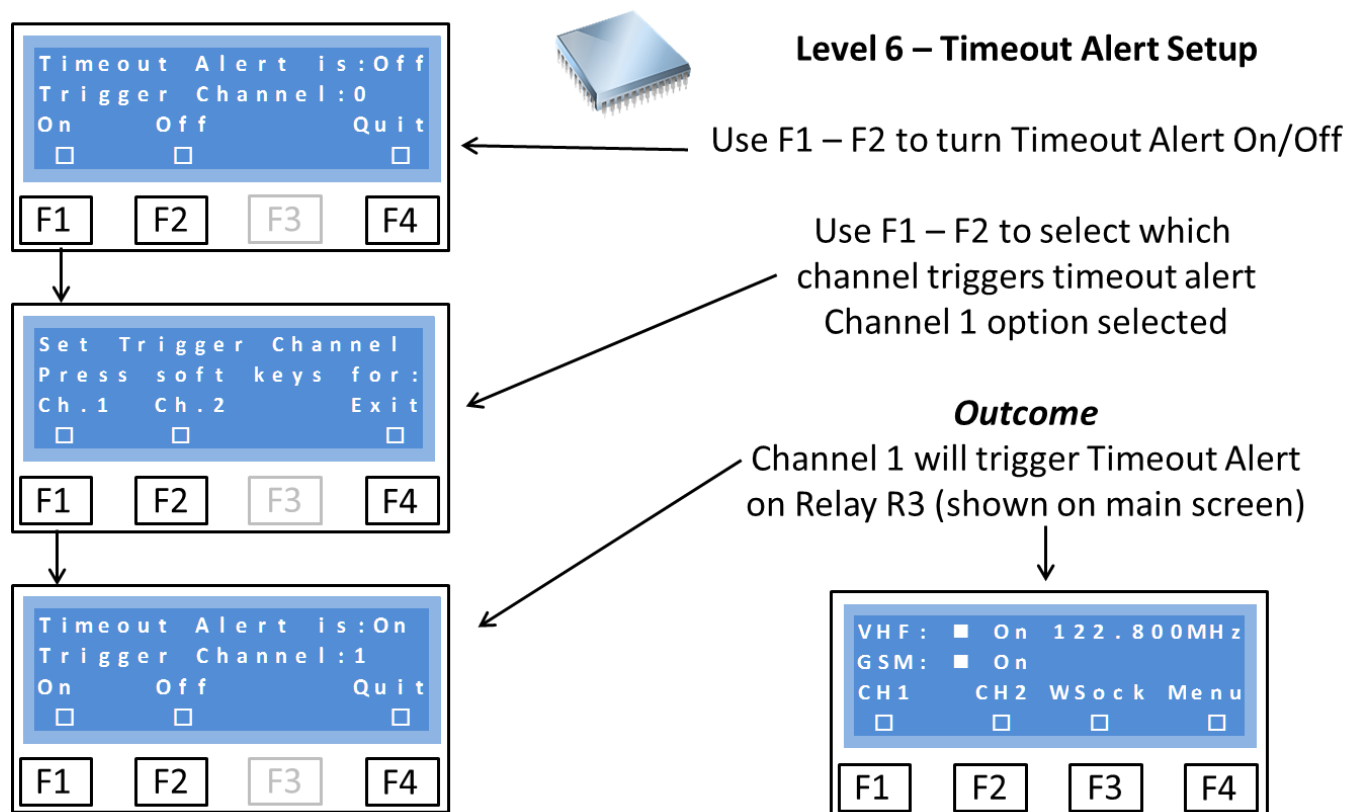 Level 6 – Timeout Alert Setup
Timeout Alert is:Off
Trigger Channel:0
On Off Quit
F1 F2 F3 F4
Use F1 – F2 to turn Timeout Alert On/Off
Set Trigger Channel
Press soft keys for:
Ch.1 Ch.2 Exit
F1 F2 F3 F4
Use F1 – F2 to select which
channel triggers timeout alert
Channel 1 option selected
Timeout Alert is:On
Trigger Channel:1
On Off Quit
F1 F2 F3 F4
Outcome
Channel 1 will trigger Timeout Alert
on Relay R3 (shown on main screen)
VHF: ■ On 122.800MHz
GSM: ■ On
CH1 CH2 WSock Menu
F1 F2 F3 F4